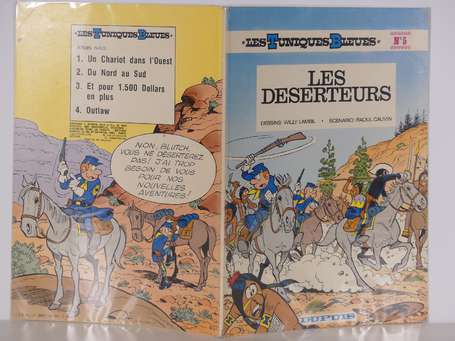 LES TUNIQUES BLEUES
1. Un Chariot dans l'Ouest
2. Du Nord au Sud
3. Et pour 1.500 Dollars
en plus
4. Outlaw
NON, BLUTCH,
VOUS NE DÉSERTEREZ
PAS! J'AI TROP
BESOIN DE VOUS
POUR NOS
NOUVELLES
AVENTURES!
LES TUNIQUES BLEUES
N°5
LES
DESERTEURS
DESSINS: WILLY LAMBIL
SCENARIO: RAOUL CAUVIN
DUPUIS